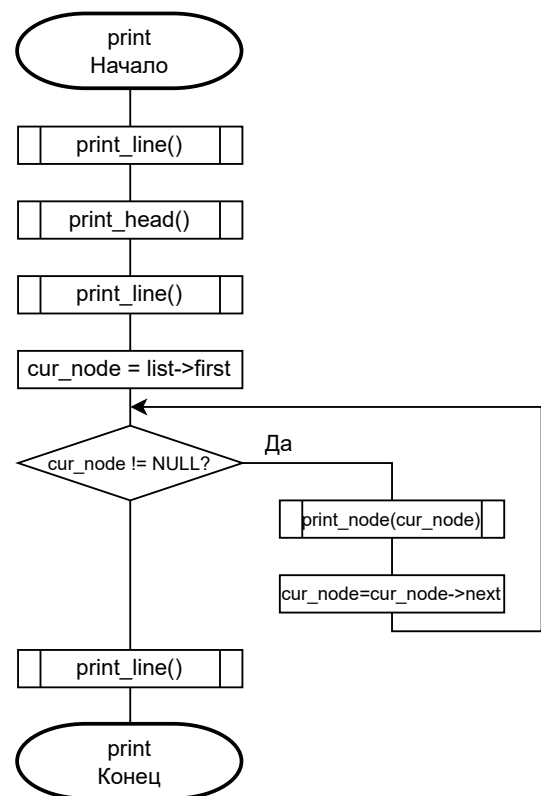 print
Начало
print_line()
print_head()
print_line()
cur_node = list->first
cur_node != NULL?
Да
print_node(cur_node)
cur_node=cur_node->next
print_line()
print
Конец